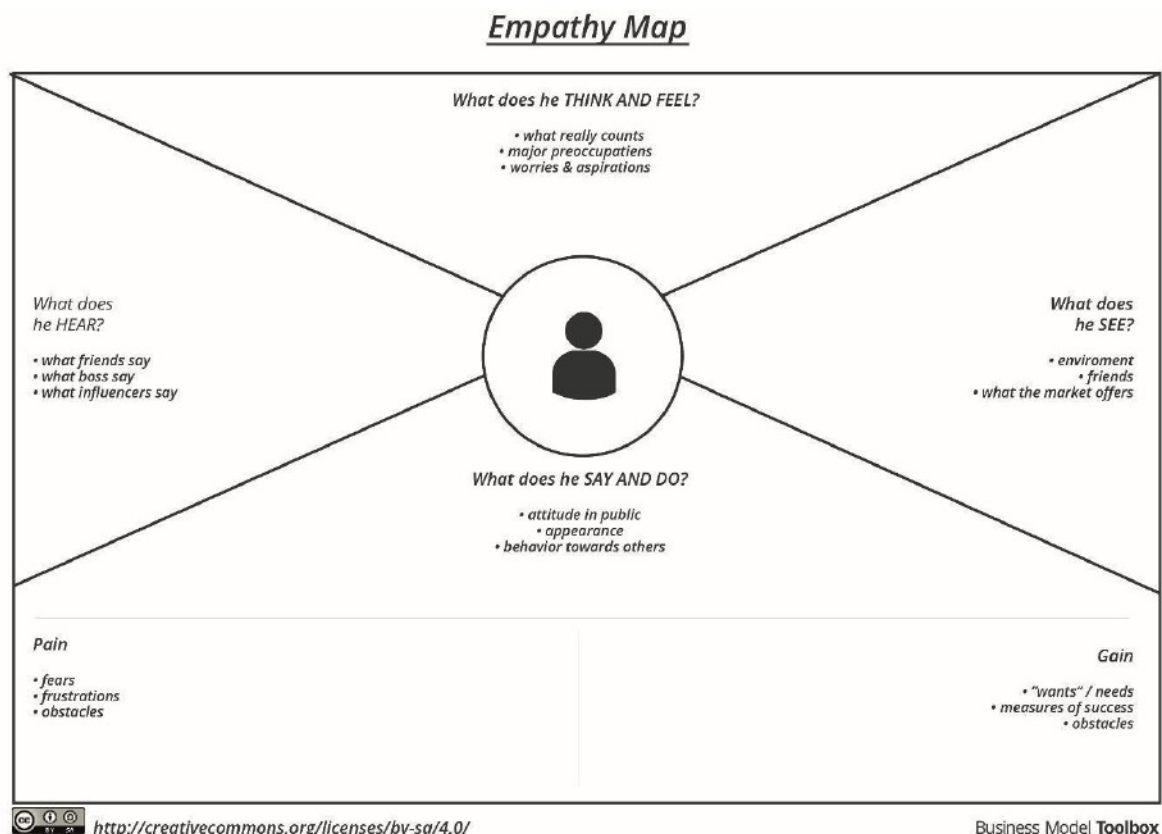 Empathy Map
What does he THINK AND FEEL?
• what really counts
• major preoccupatiens
• worries & aspirations
What does
he HEAR?
• what friends say
• what boss say
• what influencers say
What does
he SEE?
• enviroment
• friends
• what the market offers
What does he SAY AND DO?
• attitude in public
• appearance
• behavior towards others
Pain
• fears
• frustrations
• obstacles
Gain
• "wants" / needs
• measures of success
• obstacles
cc BY SA
http://creativecommons.org/licenses/by-sa/4.0/
Business Model Toolbox